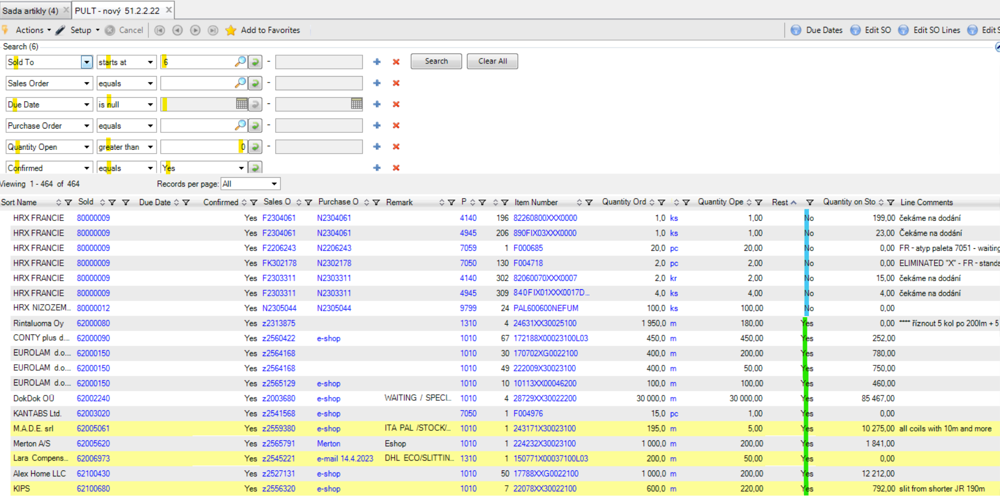 Sada artikly (4)  PULT - nový 51.2.2.22
Actions  Setup  Cancel  Add to Favorites  Due Dates  Edit SO  Edit SO Lines  Edit S
Search (6)
Sold To  starts at  6  -  Search  Clear All
Sales Order  equals  -
Due Date  is null  -
Purchase Order  equals  -
Quantity Open  greater than  0  -
Confirmed  equals  Yes
Viewing 1 - 464 of 464  Records per page: All
Sort Name  Sold  Due Date  Confirmed  Sales O  Purchase O  Remark  P  Item Number  Quantity Ord  Quantity Ope  Rest  Quantity on Sto  Line Comments
HRX FRANCIE  80000009  Yes  F2304061  N2304061  4140  196  82260800XXX0000  1,0  ks  1,00  No  199,00  čekáme na dodání
HRX FRANCIE  80000009  Yes  F2304061  N2304061  4945  206  890FIX03XXX0000  1,0  ks  1,00  No  23,00  Čekáme na dodání
HRX FRANCIE  80000009  Yes  F2206243  N2206243  7059  1  F000685  20,0  pc  20,00  No  0,00  FR - atyp paleta 7051 - waiting
HRX FRANCIE  80000009  Yes  FK302178  N2302178  7050  130  F004718  2,0  pc  2,00  No  0,00  ELIMINATED "X" - FR - standa
HRX FRANCIE  80000009  Yes  F2303311  N2303311  4140  302  82060070XXX0007  2,0  kr  2,00  No  15,00  čekáme na dodání
HRX FRANCIE  80000009  Yes  F2303311  N2303311  4945  309  840FIX01XXX0017D...  4,0  ks  4,00  No  4,00  čekáme na dodání
HRX NIZOZEM...  80000012  Yes  N2305044  N2305044  9799  24  PAL600600NEFUM  100,0  ks  100,00  No  0,00
Rintaluoma Oy  62000080  Yes  z2313875  1310  4  24631XX30025100  1 950,0  m  180,00  Yes  0,00  **** říznout 5 kol po 200lm + 5
CONTY plus d....  62000090  Yes  z2560422  e-shop  1010  67  172188X00023100L03  450,0  m  450,00  Yes  252,00
EUROLAM d.o....  62000150  Yes  z2564168  1010  30  170702XG0022100  400,0  m  200,00  Yes  780,00
EUROLAM d.o....  62000150  Yes  z2564168  1010  49  222009X30023100  400,0  m  50,00  Yes  750,00
EUROLAM d.o....  62000150  Yes  z2565129  e-shop  1010  10  10113XX00046200  100,0  m  100,00  Yes  460,00
DokDok OÜ  62002240  Yes  z2003680  e-shop  WAITING / SPECI...  1010  4  28729XX30022200  30 000,0  m  30 000,00  Yes  85 467,00
KANTABS Ltd.  62003020  Yes  z2541568  e-shop  7050  1  F004976  15,0  pc  1,00  Yes  0,00
M.A.D.E. srl  62005061  Yes  z2559380  e-shop  ITA PAL /STOCK/...  1010  1  243171X30023100  195,0  m  5,00  Yes  10 275,00  all coils with 10m and more
Merton A/S  62005620  Yes  z2565791  Merton  Eshop  1010  1  224232X30023100  1 000,0  m  200,00  Yes  1 841,00
Lara Compens...  62006973  Yes  z2545221  e-mail 14.4.2023  DHL ECO/SLITTIN...  1310  1  150771X00037100L03  200,0  m  50,00  Yes  0,00
Alex Home LLC  62100430  Yes  z2527131  e-shop  1010  50  17788XXG0022100  1 000,0  m  200,00  Yes  12 212,00
KIPS  62100680  Yes  z2556320  e-shop  1010  7  22078XX30022100  600,0  m  220,00  Yes  792,00  slit from shorter JR 190m